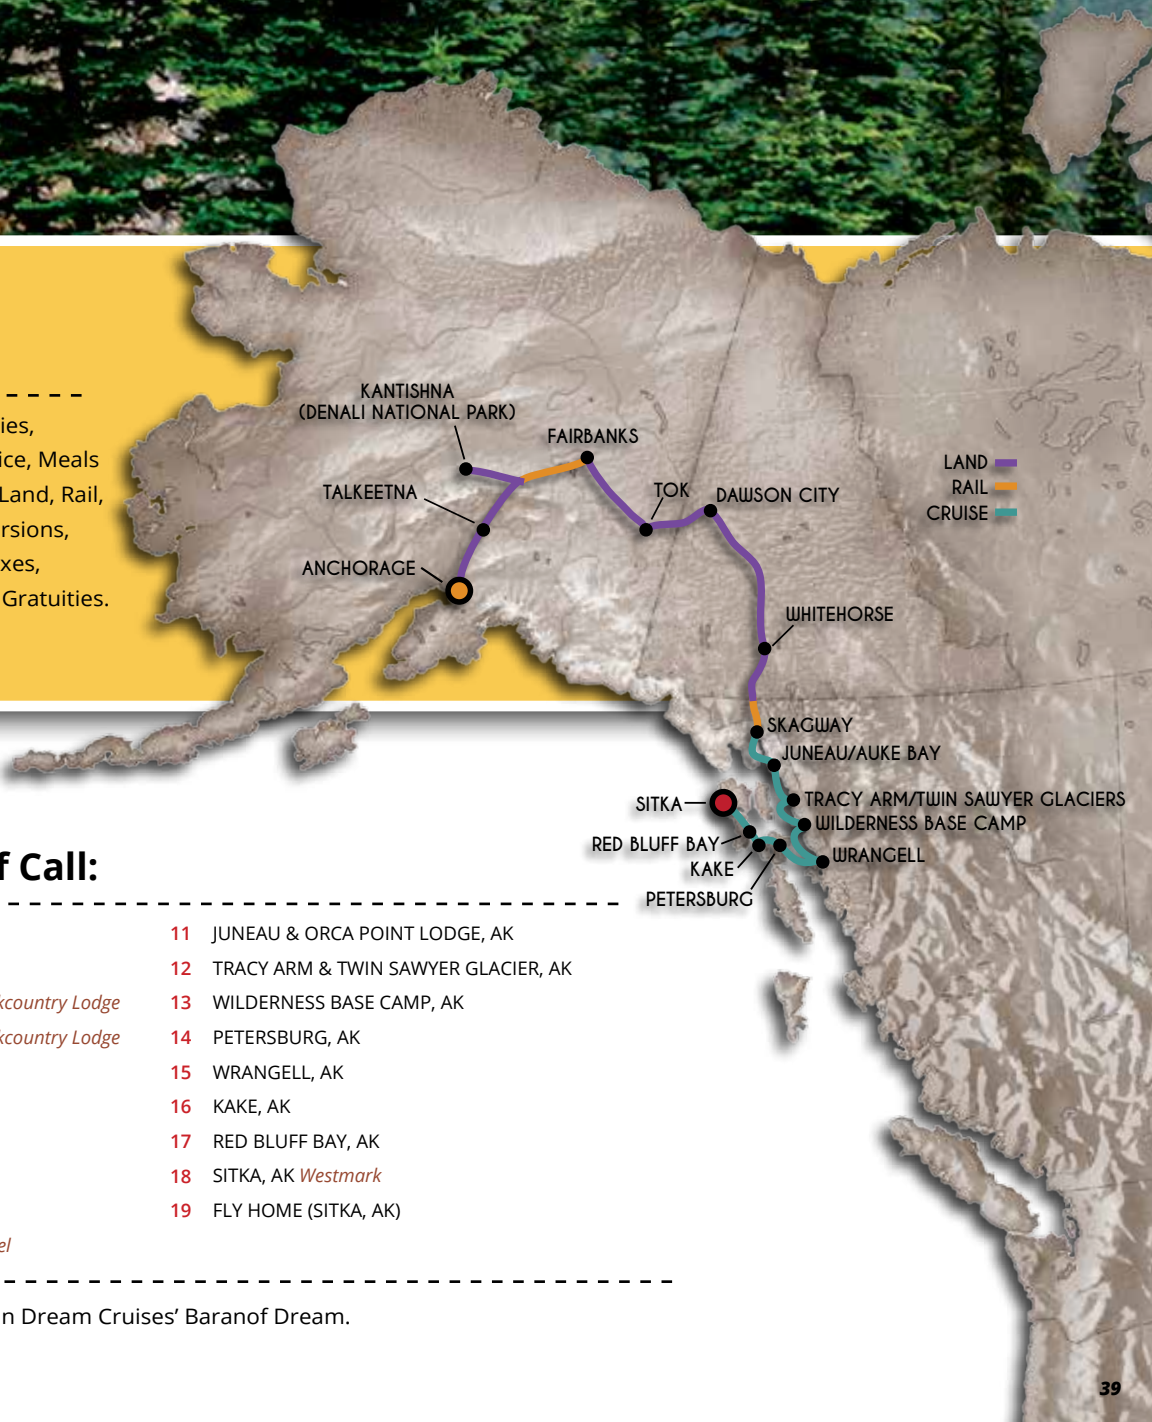 ies,
ice, Meals
Land, Rail,
rsions,
xes,
Gratuities.
KANTISHNA
(DENALI NATIONAL PARK)
FAIRBANKS
TALKEETNA
TOK
DAWSON CITY
ANCHORAGE
WHITEHORSE
LAND
RAIL
CRUISE
SKAGWAY
JUNEAU/AUKE BAY
SITKA
TRACY ARM/TWIN SAWYER GLACIERS
WILDERNESS BASE CAMP
RED BLUFF BAY
WRANGELL
KAKE
PETERSBURG
f Call:
11 JUNEAU & ORCA POINT LODGE, AK
12 TRACY ARM & TWIN SAWYER GLACIER, AK
kcountry Lodge
13 WILDERNESS BASE CAMP, AK
kcountry Lodge
14 PETERSBURG, AK
15 WRANGELL, AK
16 KAKE, AK
17 RED BLUFF BAY, AK
18 SITKA, AK Westmark
19 FLY HOME (SITKA, AK)
el
n Dream Cruises’ Baranof Dream.
39